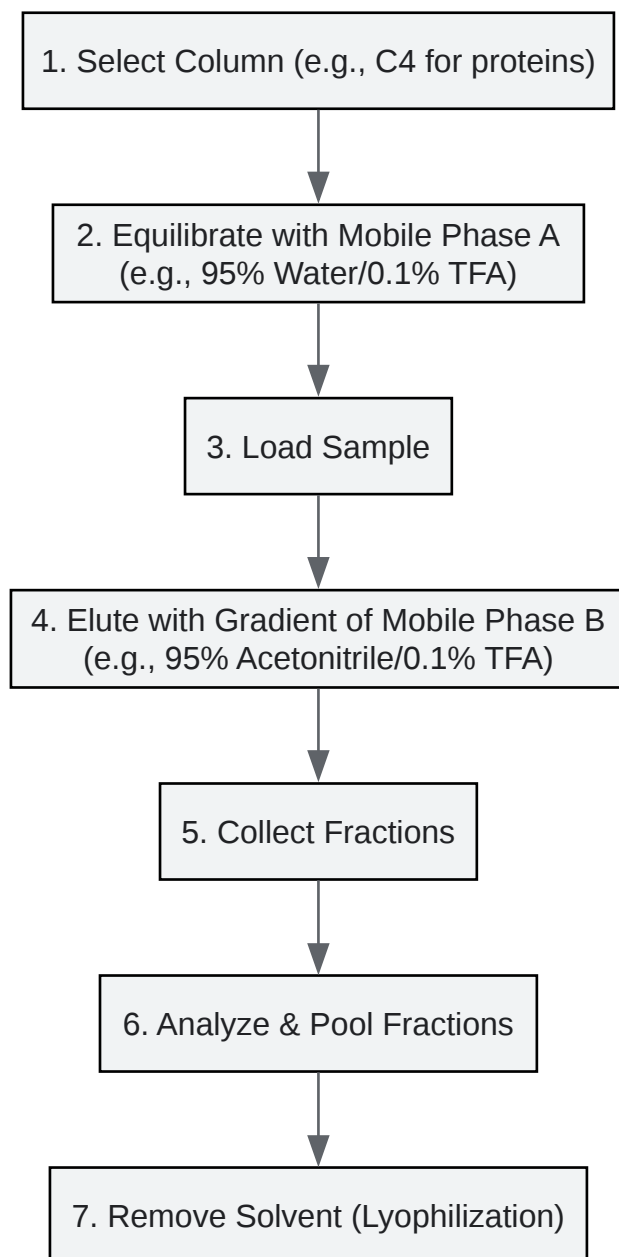 1. Select Column (e.g., C4 for proteins)
2. Equilibrate with Mobile Phase A
(e.g., 95% Water/0.1% TFA)
3. Load Sample
4. Elute with Gradient of Mobile Phase B
(e.g., 95% Acetonitrile/0.1% TFA)
5. Collect Fractions
6. Analyze & Pool Fractions
7. Remove Solvent (Lyophilization)